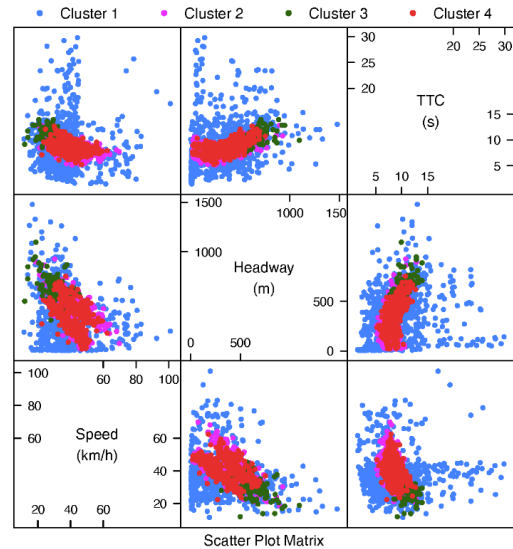 Cluster 1 Cluster 2 Cluster 3 Cluster 4
30
25
20
20 25 30
TTC
(s)
15
10
5
15
10
5
5 10 15
1500
1000
1000 150
Headway
(m)
500
0
0 500
100
80
60
60 80 100
Speed
(km/h)
60
40
20
20 40 60
Scatter Plot Matrix